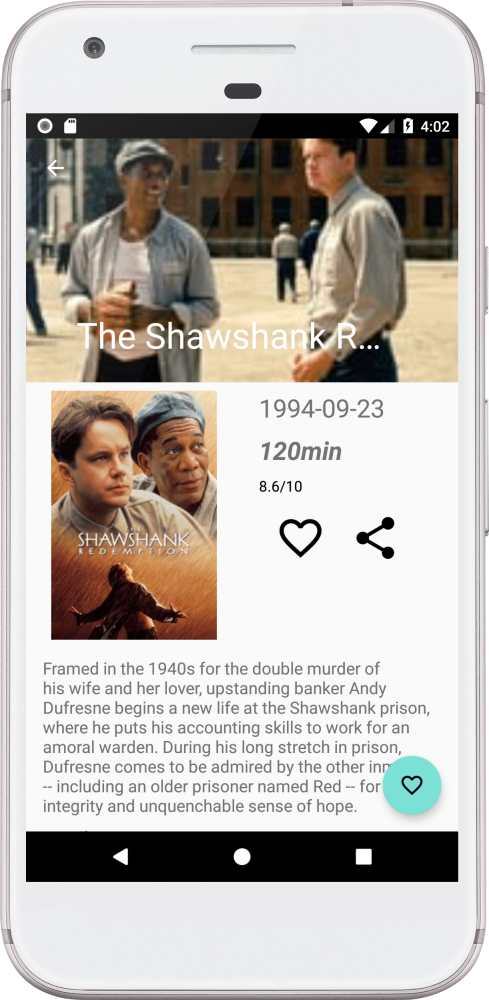 4:02
The Shawshank R...
1994-09-23
120min
8.6/10
THE
SHAWSHANK
REDEMPTION
Framed in the 1940s for the double murder of
his wife and her lover, upstanding banker Andy
Dufresne begins a new life at the Shawshank prison,
where he puts his accounting skills to work for an
amoral warden. During his long stretch in prison,
Dufresne comes to be admired by the other
-- including an older prisoner named Red -- for
integrity and unquenchable sense of hope.